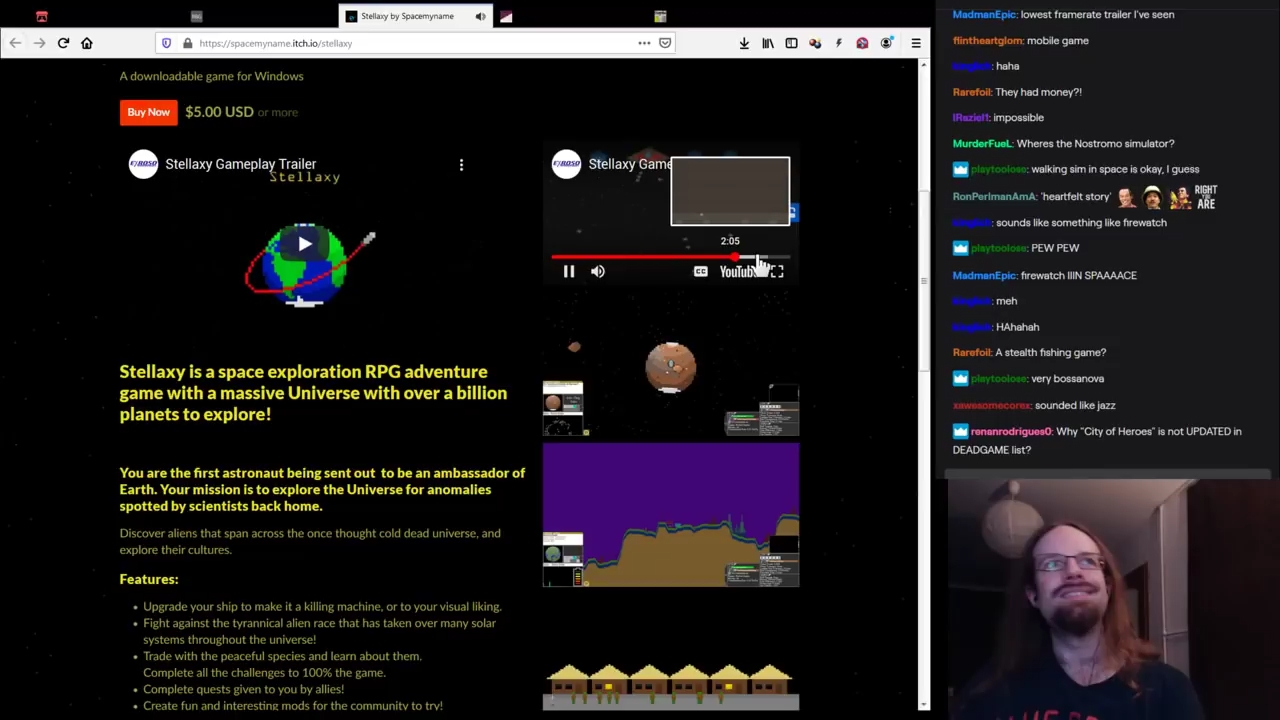 Stellaxy by Spacemyname
https://spacemyname.itch.io/stellaxy
A downloadable game for Windows
Buy Now $5.00 USD or more
Stellaxy Gameplay Trailer
Stellaxy
Stellaxy Game
2:05
CC YouTube
Stellaxy is a space exploration RPG adventure
game with a massive Universe with over a billion
planets to explore!
You are the first astronaut being sent out to be an ambassador of
Earth. Your mission is to explore the Universe for anomalies
spotted by scientists back home.
Discover aliens that span across the once thought cold dead universe, and
explore their cultures.
Features:
Upgrade your ship to make it a killing machine, or to your visual liking.
Fight against the tyrannical alien race that has taken over many solar
systems throughout the universe!
Trade with the peaceful species and learn about them.
Complete all the challenges to 100% the game.
Complete quests given to you by allies!
Create fun and interesting mods for the community to try!
MadmanEpic: lowest framerate trailer I've seen
flintheartglom: mobile game
: haha
Rarefoil: They had money?!
IRaziel1: impossible
MurderFueL: Wheres the Nostromo simulator?
playtoolose: walking sim in space is okay, I guess
RonPerlmanAmA: 'heartfelt story' RIGHT ARE
: sounds like something like firewatch
playtoolose: PEW PEW
MadmanEpic: firewatch IIIN SPAAAACE
: meh
: HAhahah
Rarefoil: A stealth fishing game?
playtoolose: very bossanova
xawesomecorex: sounded like jazz
renanrodrigues0: Why "City of Heroes" is not UPDATED in
DEADGAME list?